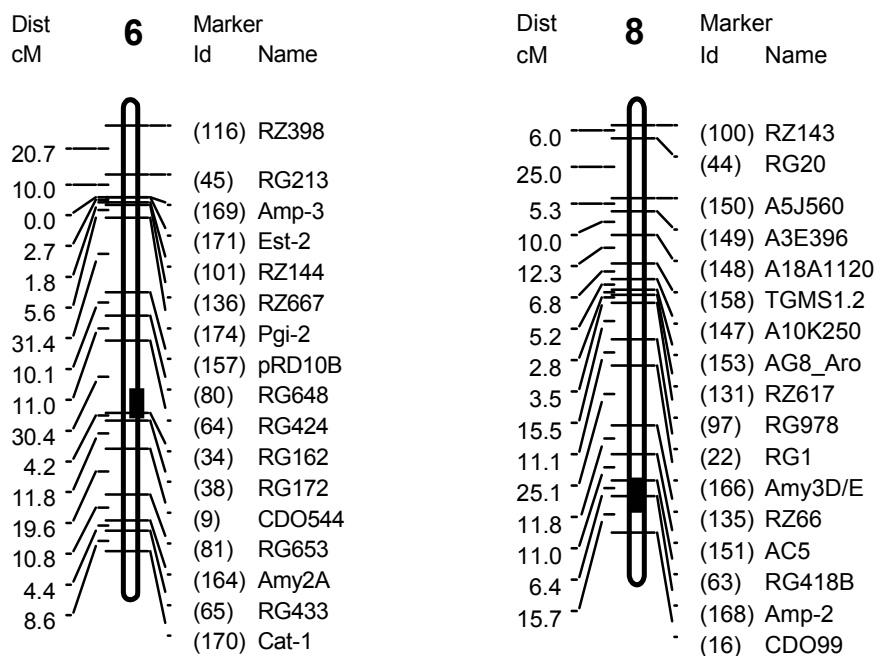 Dist 6 Marker
cM Id Name
(116) RZ398
20.7
(45) RG213
10.0
(169) Amp-3
0.0
(171) Est-2
2.7
(101) RZ144
1.8
(136) RZ667
5.6
(174) Pgi-2
31.4
(157) pRD10B
10.1
(80) RG648
11.0
(64) RG424
30.4
(34) RG162
4.2
(38) RG172
11.8
(9) CDO544
19.6
(81) RG653
10.8
(164) Amy2A
4.4
(65) RG433
8.6
(170) Cat-1
Dist 8 Marker
cM Id Name
6.0 (100) RZ143
(44) RG20
25.0
5.3 (150) A5J560
10.0 (149) A3E396
12.3 (148) A18A1120
6.8 (158) TGMS1.2
5.2 (147) A10K250
2.8 (153) AG8_Aro
3.5 (131) RZ617
15.5 (97) RG978
11.1 (22) RG1
25.1 (166) Amy3D/E
11.8 (135) RZ66
11.0 (151) AC5
6.4 (63) RG418B
15.7 (168) Amp-2
(16) CDO99